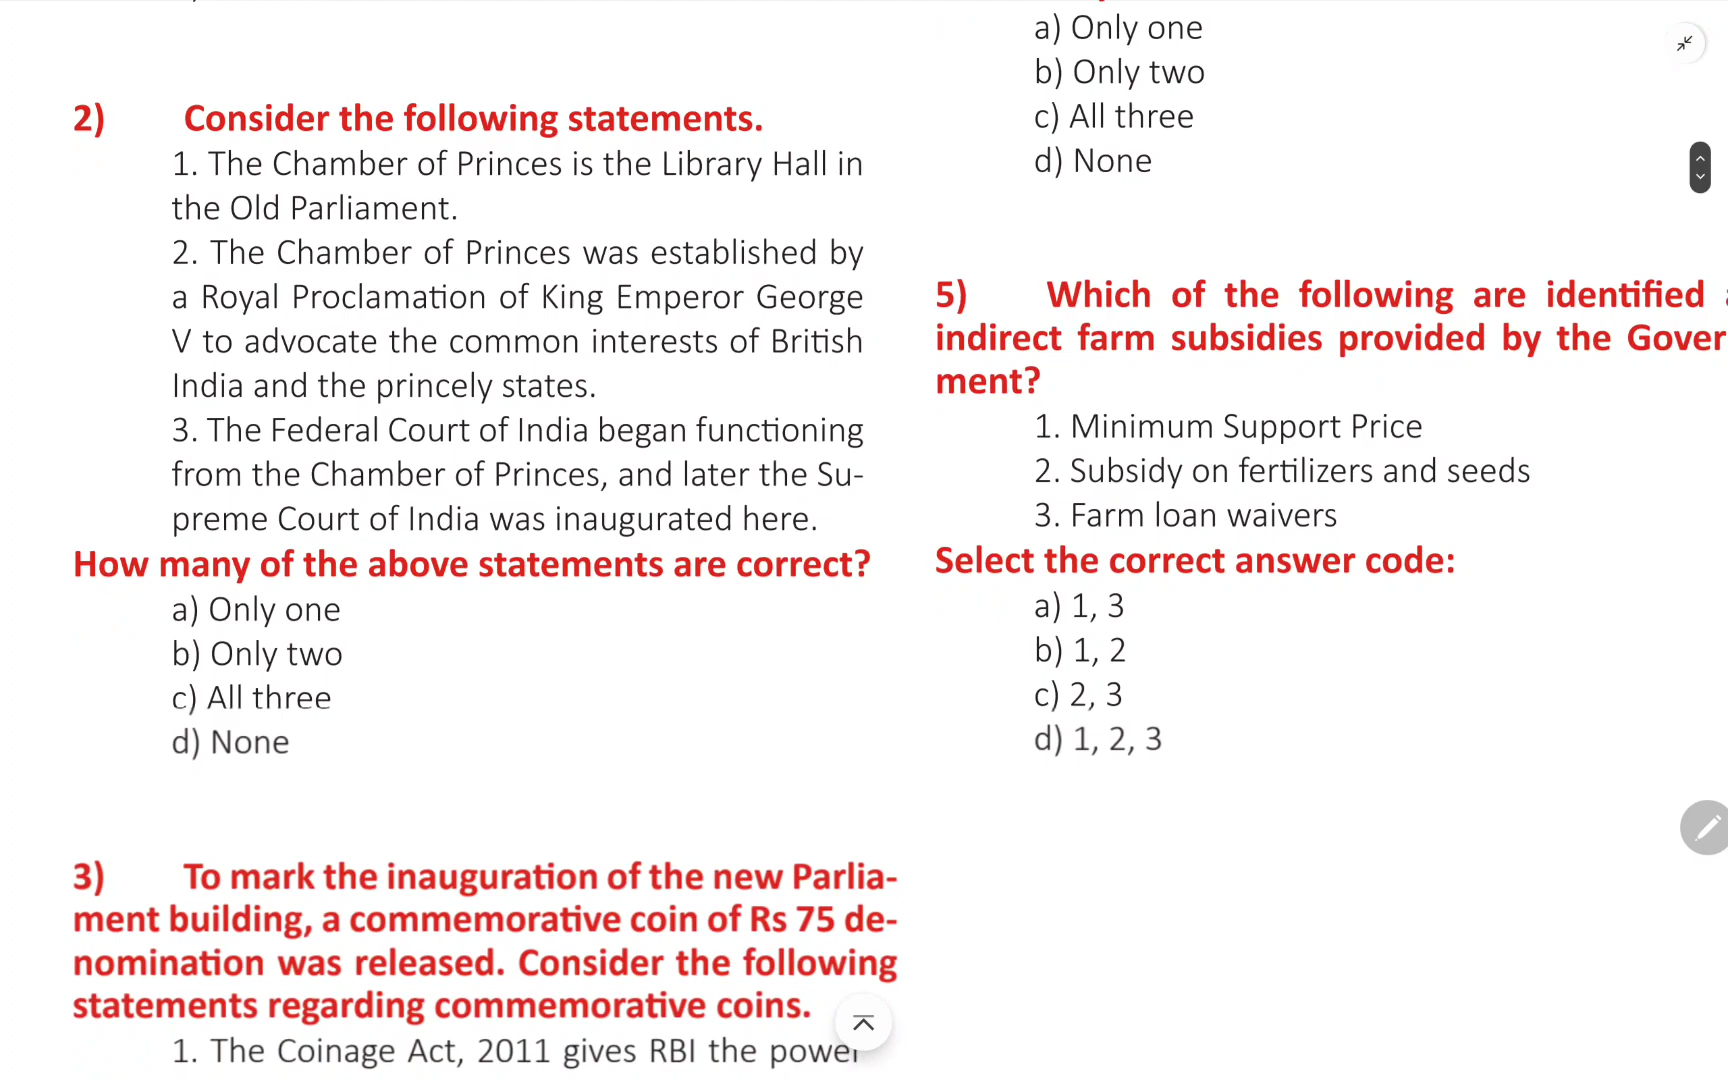 2) Consider the following statements.
1. The Chamber of Princes is the Library Hall in
the Old Parliament.
2. The Chamber of Princes was established by
a Royal Proclamation of King Emperor George
V to advocate the common interests of British
India and the princely states.
3. The Federal Court of India began functioning
from the Chamber of Princes, and later the Su-
preme Court of India was inaugurated here.
How many of the above statements are correct?
a) Only one
b) Only two
c) All three
d) None
3) To mark the inauguration of the new Parlia-
ment building, a commemorative coin of Rs 75 de-
nomination was released. Consider the following
statements regarding commemorative coins.
1. The Coinage Act, 2011 gives RBI the power
a) Only one
b) Only two
c) All three
d) None
5) Which of the following are identified
indirect farm subsidies provided by the Gover
ment?
1. Minimum Support Price
2. Subsidy on fertilizers and seeds
3. Farm loan waivers
Select the correct answer code:
a) 1, 3
b) 1, 2
c) 2, 3
d) 1, 2, 3